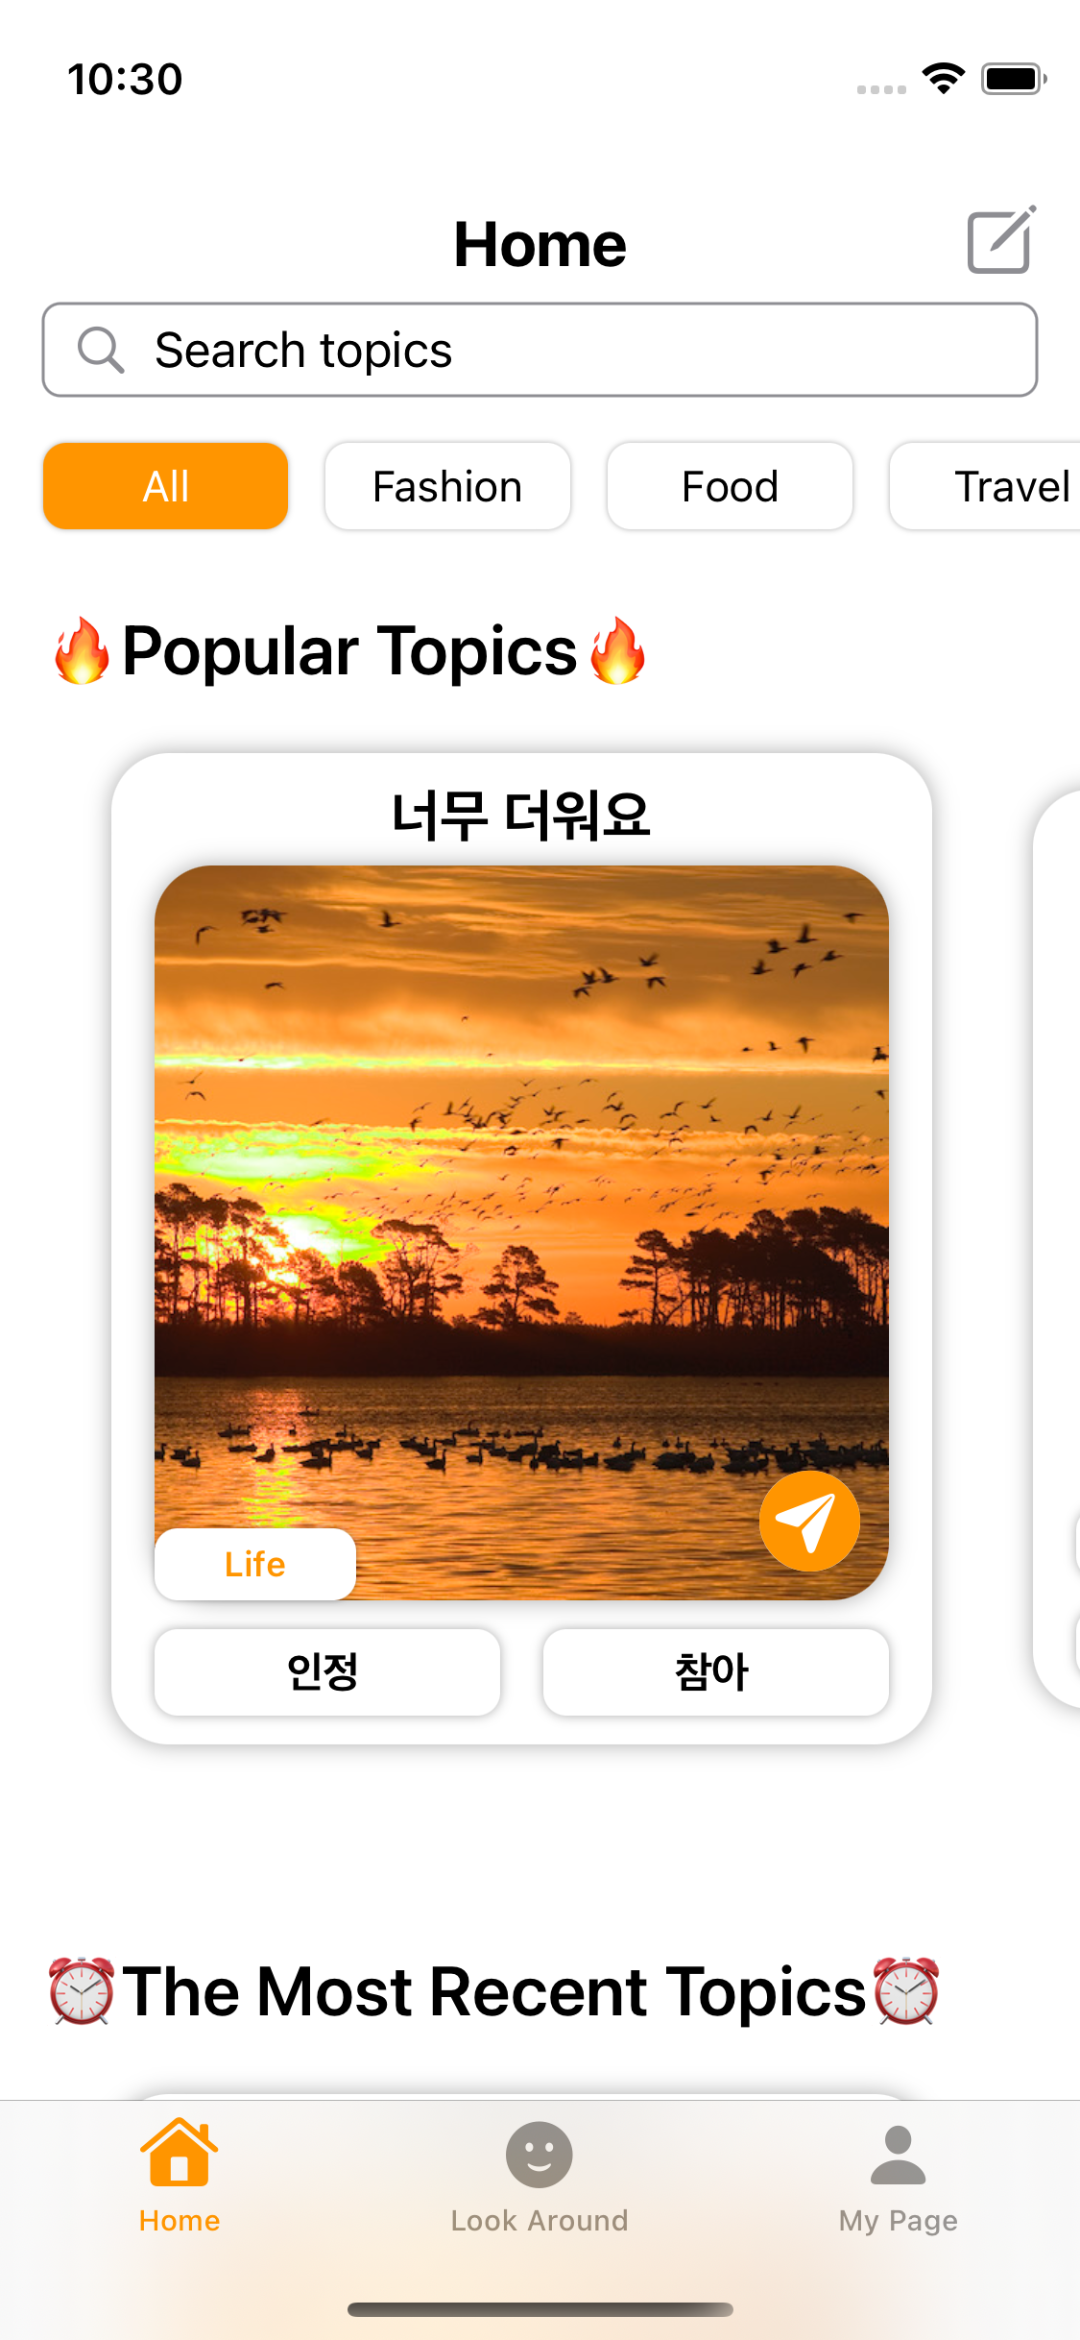 10:30
Home
Search topics
All Fashion Food Travel
🔥Popular Topics🔥
너무 더워요
Life
인정 참아
⏰The Most Recent Topics⏰
Home Look Around My Page